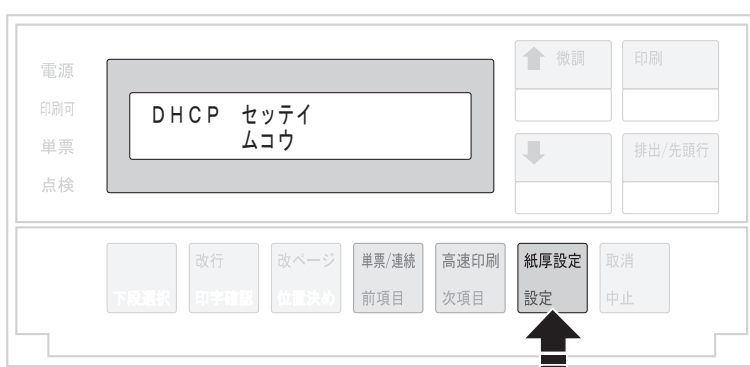 電源
印刷可
単票
点検
DHCP セッテイ
ムコウ
微調
印刷
排出/先頭行
下段選択
改行
印字確認
改ページ
位置決め
単票/連続
前項目
高速印刷
次項目
紙厚設定
設定
取消
中止